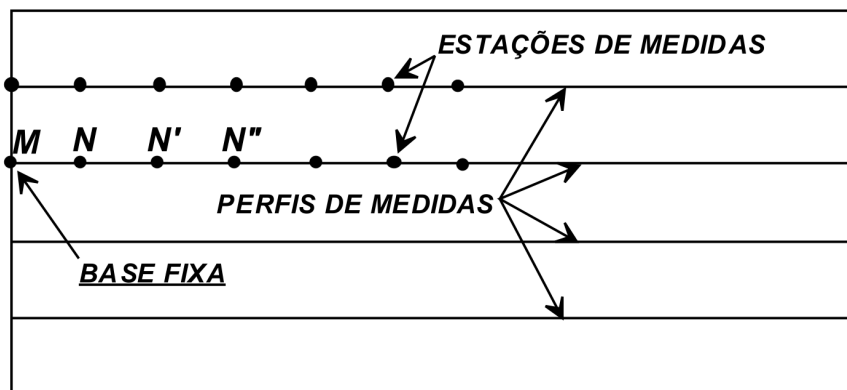 ESTAÇÕES DE MEDIDAS
M N N' N"
PERFIS DE MEDIDAS
BASE FIXA